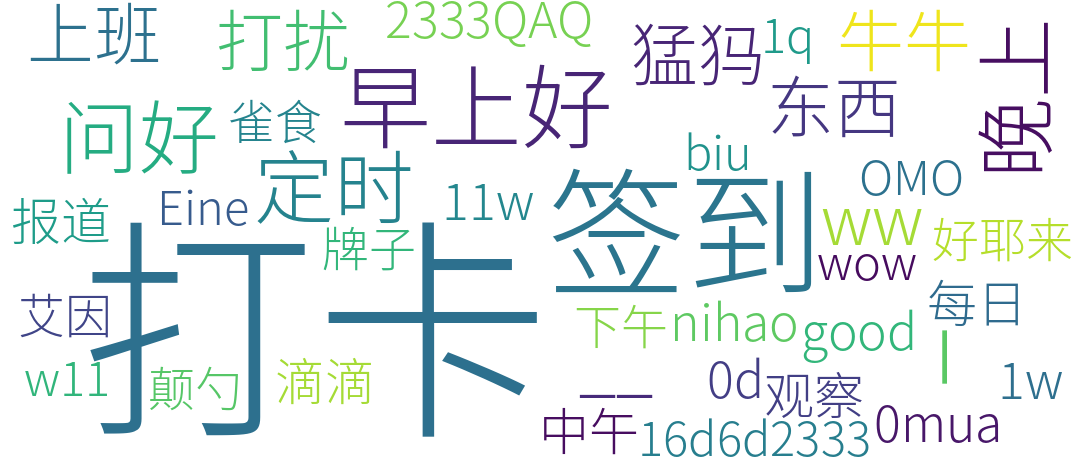 上班
打扰
2333QAQ
猛犸
1q
牛牛
晚上
问好
雀食
早上好
东西
biu
OMO
Eine
定时
11w
签到
ww
好耶来
报道
牌子
wow
打卡
艾因
下午
nihao
good
每日
w11
颠勺
滴滴
一一
0d
观察
l
1w
中午
16d6d2333
0mua